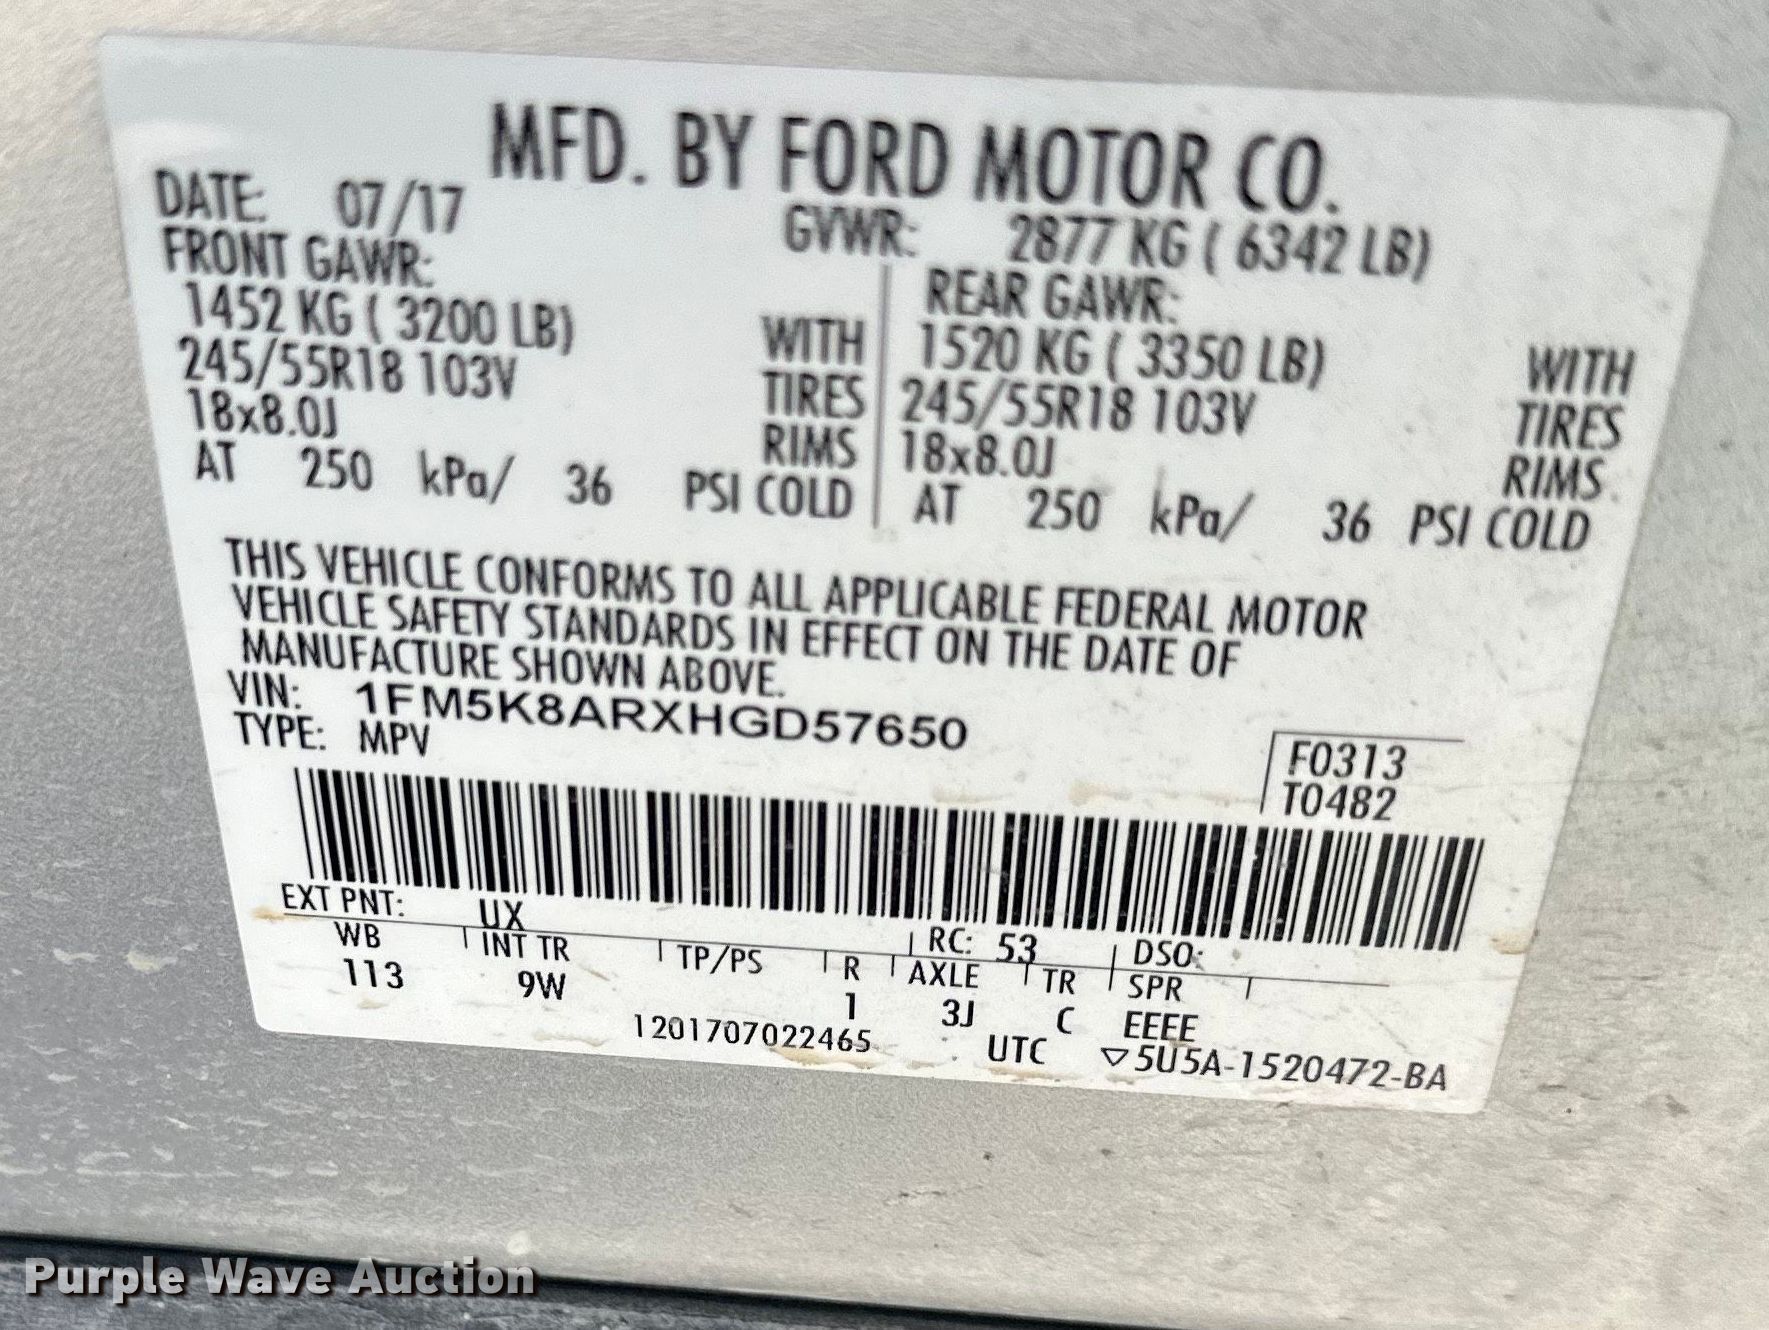 MFD. BY FORD MOTOR CO.
DATE: 07/17 GVWR: 2877 KG ( 6342 LB)
FRONT GAWR: REAR GAWR:
1452 KG ( 3200 LB) WITH 1520 KG ( 3350 LB) WITH
245/55R18 103V TIRES 245/55R18 103V TIRES
18x8.0J RIMS 18x8.0J RIMS
AT 250 kPa/ 36 PSI COLD AT 250 kPa/ 36 PSI COLD
THIS VEHICLE CONFORMS TO ALL APPLICABLE FEDERAL MOTOR
VEHICLE SAFETY STANDARDS IN EFFECT ON THE DATE OF
MANUFACTURE SHOWN ABOVE.
VIN: 1FM5K8ARXHGD57650
TYPE: MPV
F0313
T0482
EXT PNT: UX RC: 53 DSO:
WB INT TR TP/PS R AXLE TR SPR
113 9W 1 3J C EEEE
1201707022465 UTC ▽5U5A-1520472-BA
Purple Wave Auction